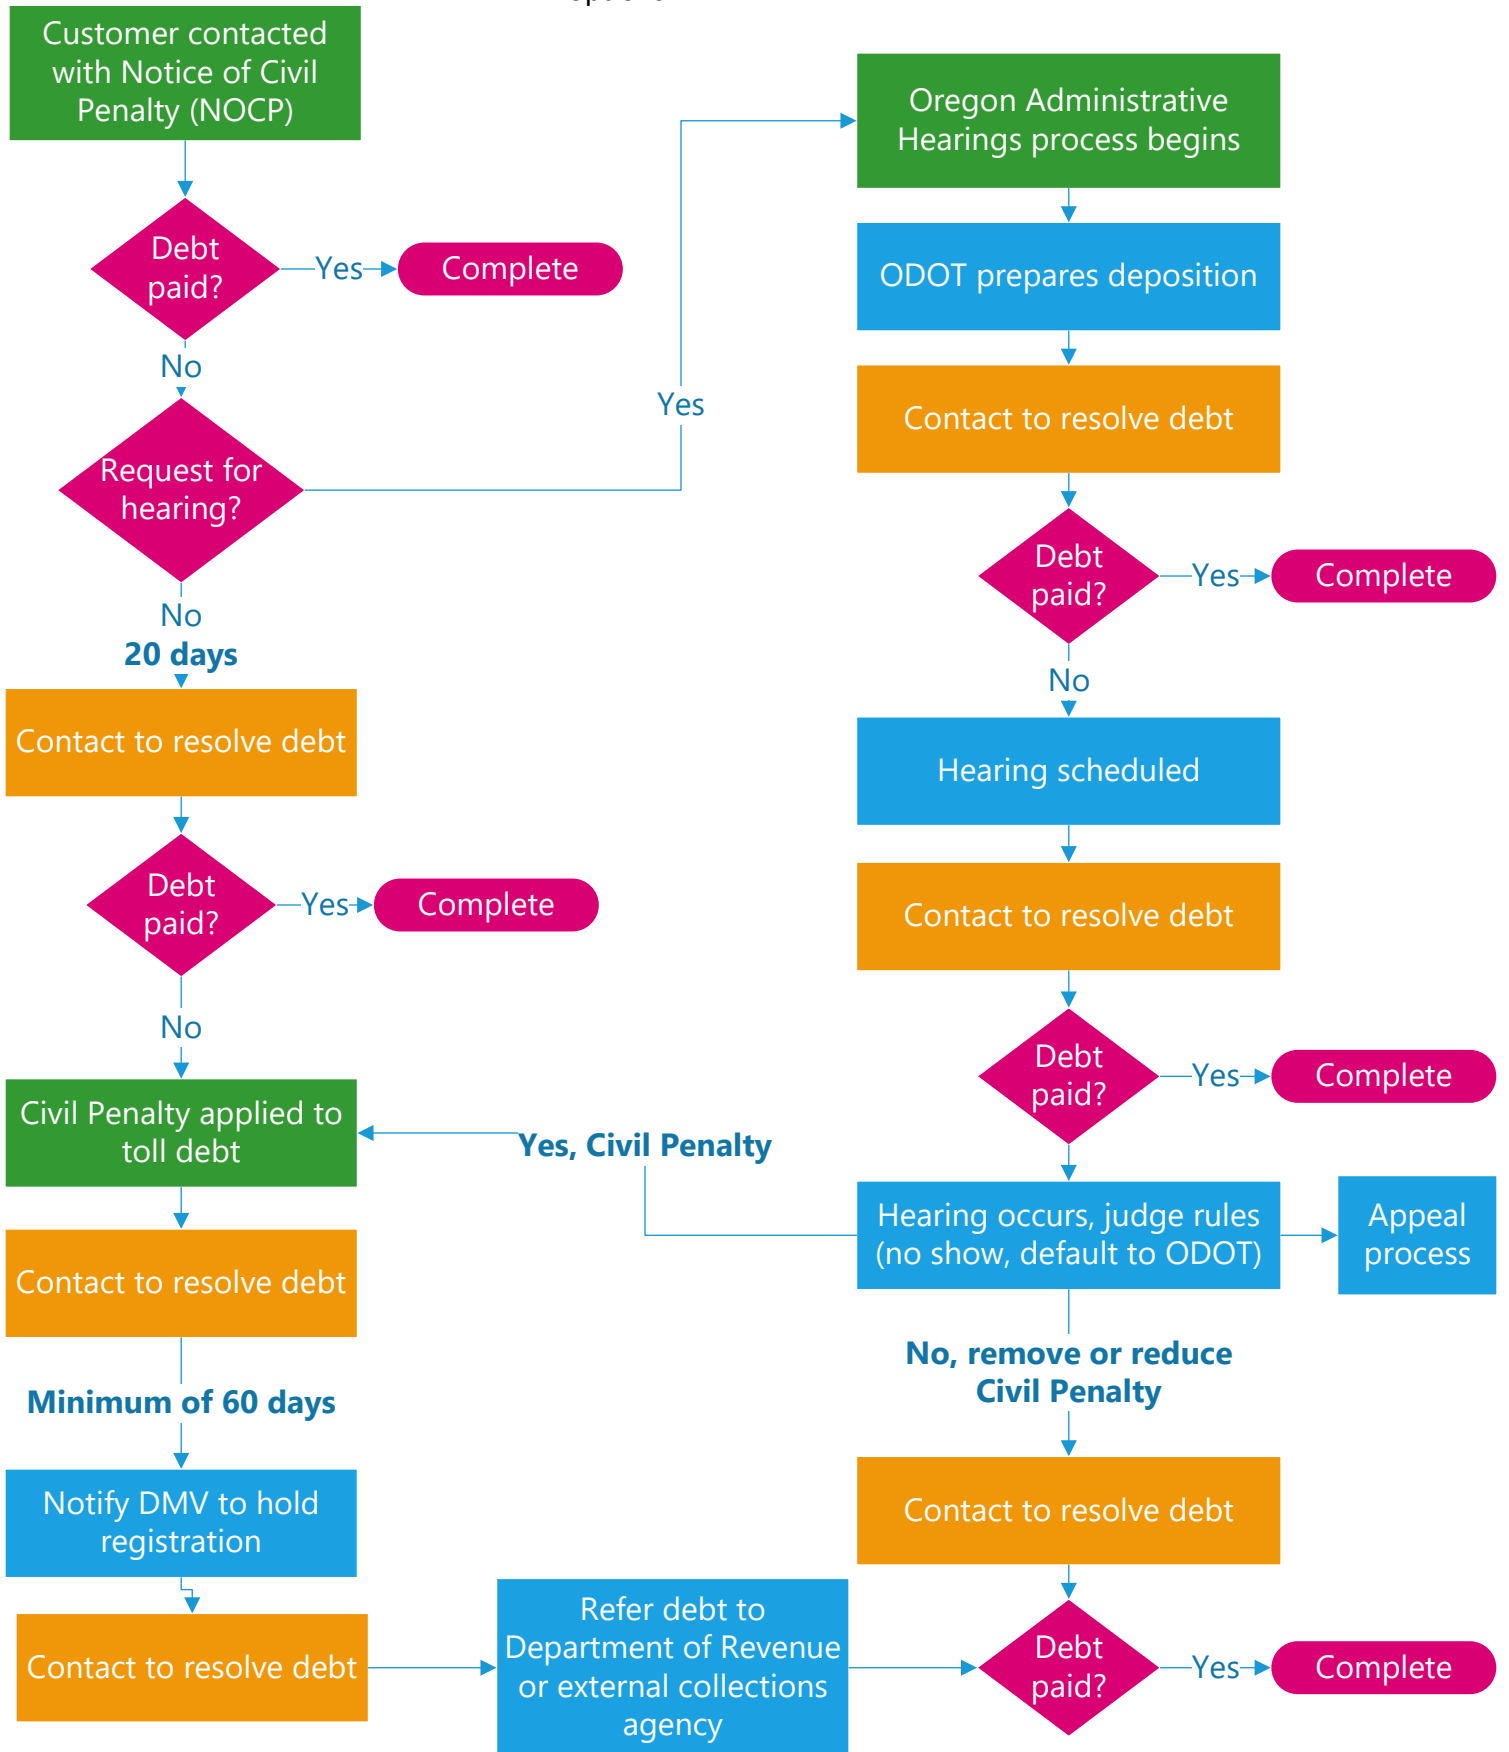 Customer contacted
with Notice of Civil
Penalty (NOCP)
Debt
paid?
Yes
Complete
No
Request for
hearing?
Yes
No
20 days
Contact to resolve debt
Debt
paid?
Yes
Complete
No
Civil Penalty applied to
toll debt
Contact to resolve debt
Minimum of 60 days
Notify DMV to hold
registration
Contact to resolve debt
Refer debt to
Department of Revenue
or external collections
agency
Oregon Administrative
Hearings process begins
ODOT prepares deposition
Contact to resolve debt
Debt
paid?
Yes
Complete
No
Hearing scheduled
Contact to resolve debt
Debt
paid?
Yes
Complete
Yes, Civil Penalty
Hearing occurs, judge rules
(no show, default to ODOT)
Appeal
process
No, remove or reduce
Civil Penalty
Contact to resolve debt
Debt
paid?
Yes
Complete